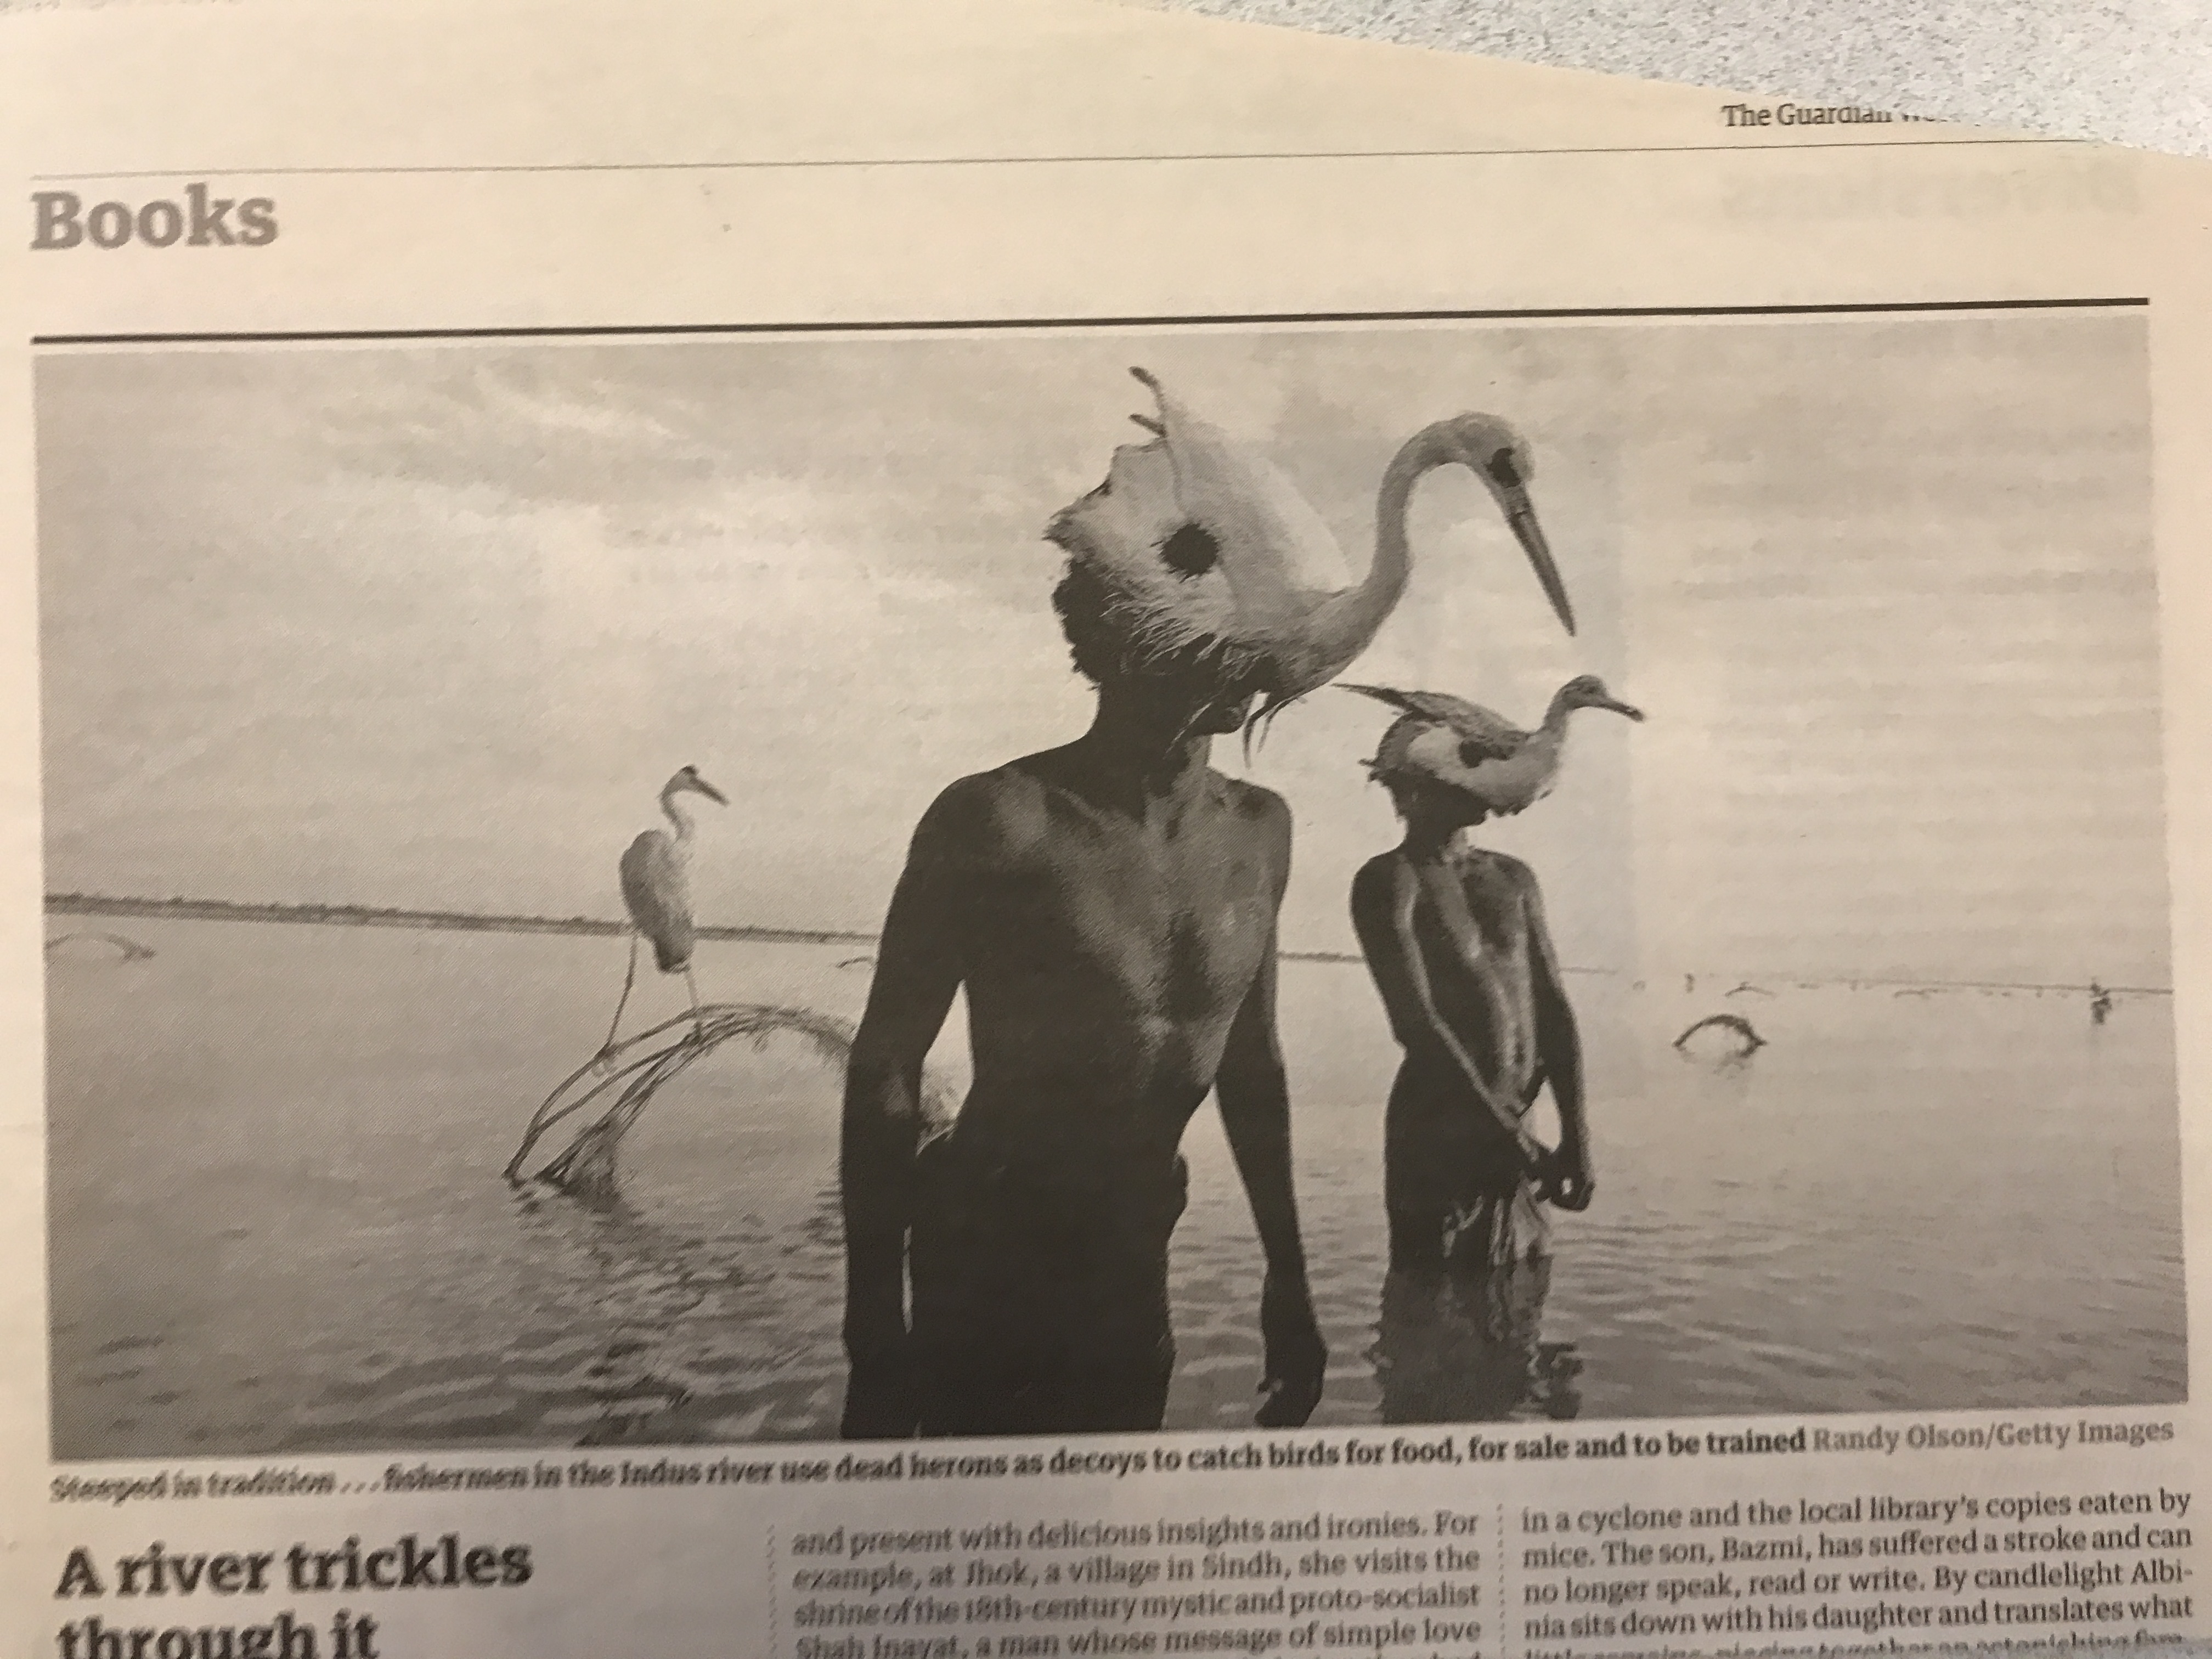 The Guardian
Books
Steeped in tradition ... fishermen in the Indus river use dead herons as decoys to catch birds for food, for sale and to be trained Randy Olson/Getty Images
A river trickles
through it
and present with delicious insights and ironies. For
example, at Jhok, a village in Sindh, she visits the
shrine of the 18th-century mystic and proto-socialist
Shah Inayat, a man whose message of simple love
in a cyclone and the local library's copies eaten by
mice. The son, Bazmi, has suffered a stroke and can
no longer speak, read or write. By candlelight Albi-
nia sits down with his daughter and translates what